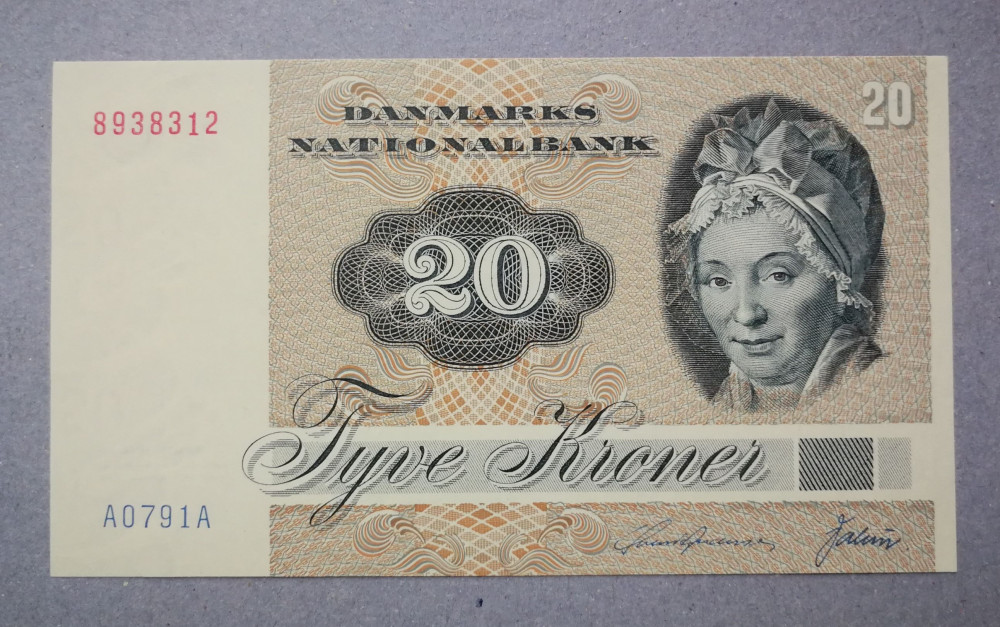 8938312
DANMARKS
NATIONALBANK
20
20
Tyve Kroner
A0791A